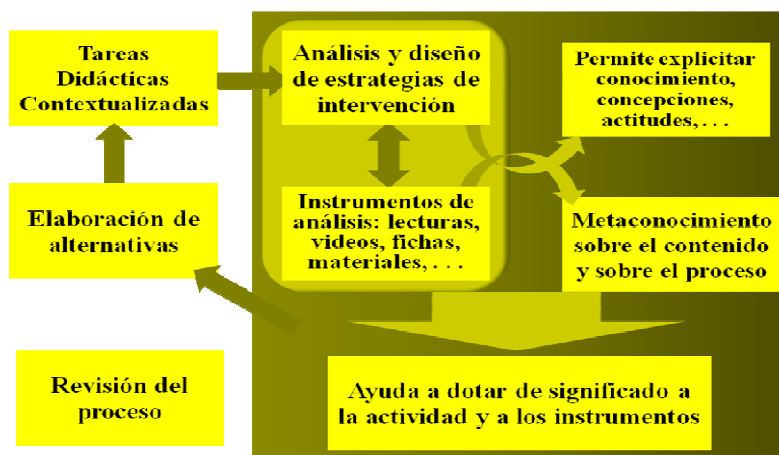 Tareas
Didácticas
Contextualizadas
Análisis y diseño
de estrategias de
intervención
Permite explicitar
conocimiento,
concepciones,
actitudes, . . .
Elaboración de
alternativas
Instrumentos de
análisis: lecturas,
videos, fichas,
materiales, . . .
Metaconocimiento
sobre el contenido
y sobre el proceso
Revisión del
proceso
Ayuda a dotar de significado a
la actividad y a los instrumentos